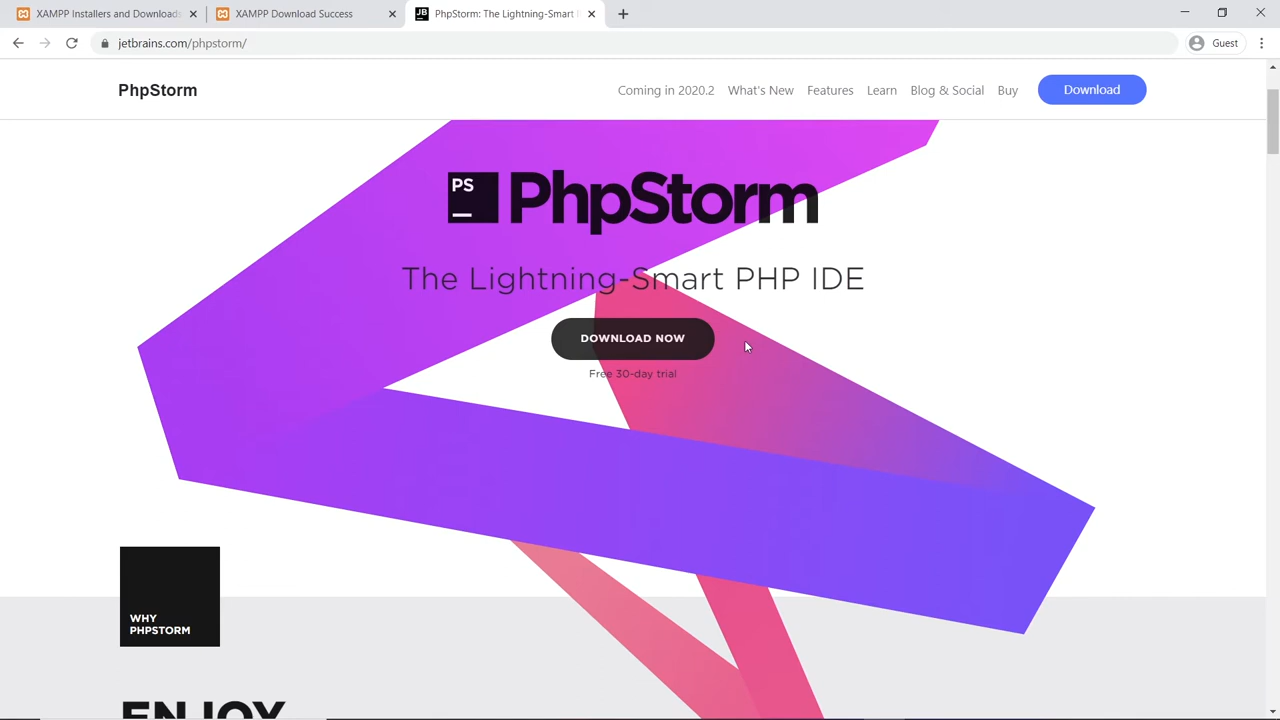 XAMPP Installers and Downloads
XAMPP Download Success
JB
PhpStorm: The Lightning-Smart
jetbrains.com/phpstorm/
Guest
PhpStorm
Coming in 2020.2
What's New
Features
Learn
Blog & Social
Buy
Download
PS
PhpStorm
The Lightning-Smart PHP IDE
DOWNLOAD NOW
Free 30-day trial
WHY
PHPSTORM
ENJOY